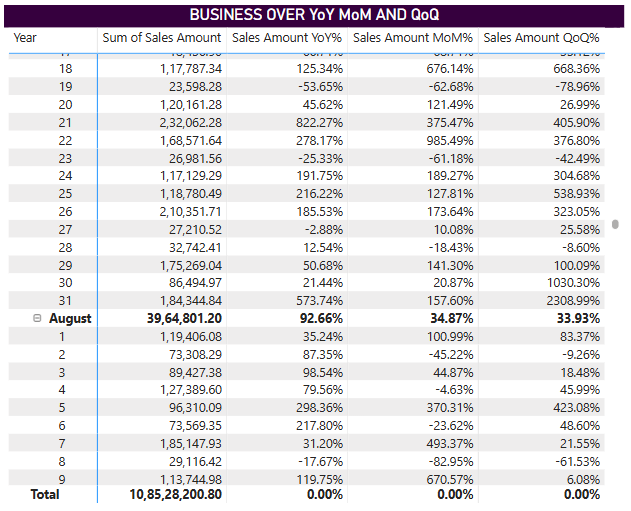 BUSINESS OVER YoY MoM AND QoQ
Year Sum of Sales Amount Sales Amount YoY% Sales Amount MoM% Sales Amount QoQ%
18 1,17,787.34 125.34% 676.14% 668.36%
19 23,598.28 -53.65% -62.68% -78.96%
20 1,20,161.28 45.62% 121.49% 26.99%
21 2,32,062.28 822.27% 375.47% 405.90%
22 1,68,571.64 278.17% 985.49% 376.80%
23 26,981.56 -25.33% -61.18% -42.49%
24 1,17,129.29 191.75% 189.27% 304.68%
25 1,18,780.49 216.22% 127.81% 538.93%
26 2,10,351.71 185.53% 173.64% 323.05%
27 27,210.52 -2.88% 10.08% 25.58%
28 32,742.41 12.54% -18.43% -8.60%
29 1,75,269.04 50.68% 141.30% 100.09%
30 86,494.97 21.44% 20.87% 1030.30%
31 1,84,344.84 573.74% 157.60% 2308.99%
August 39,64,801.20 92.66% 34.87% 33.93%
1 1,19,406.08 35.24% 100.99% 83.37%
2 73,308.29 87.35% -45.22% -9.26%
3 89,427.38 98.54% 44.87% 18.48%
4 1,27,389.60 79.56% -4.63% 45.99%
5 96,310.09 298.36% 370.31% 423.08%
6 73,569.35 217.80% -23.62% 48.60%
7 1,85,147.93 31.20% 493.37% 21.55%
8 29,116.42 -17.67% -82.95% -61.53%
9 1,13,744.98 119.75% 670.57% 6.08%
Total 10,85,28,200.80 0.00% 0.00% 0.00%